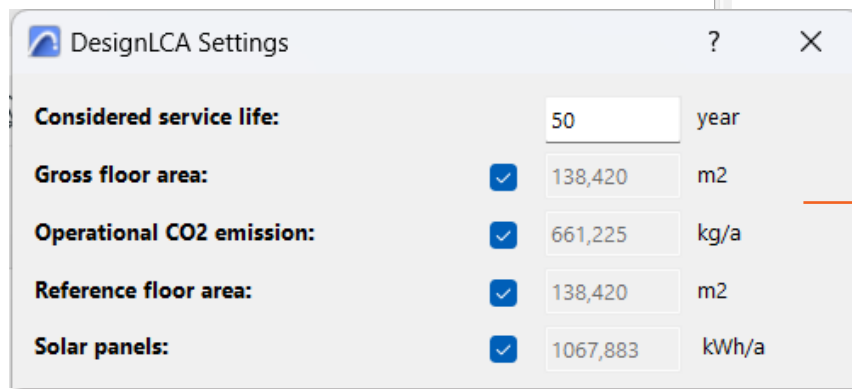 DesignLCA Settings ?
Considered service life: 50 year
Gross floor area: 138,420 m2
Operational CO2 emission: 661,225 kg/a
Reference floor area: 138,420 m2
Solar panels: 1067,883 kWh/a